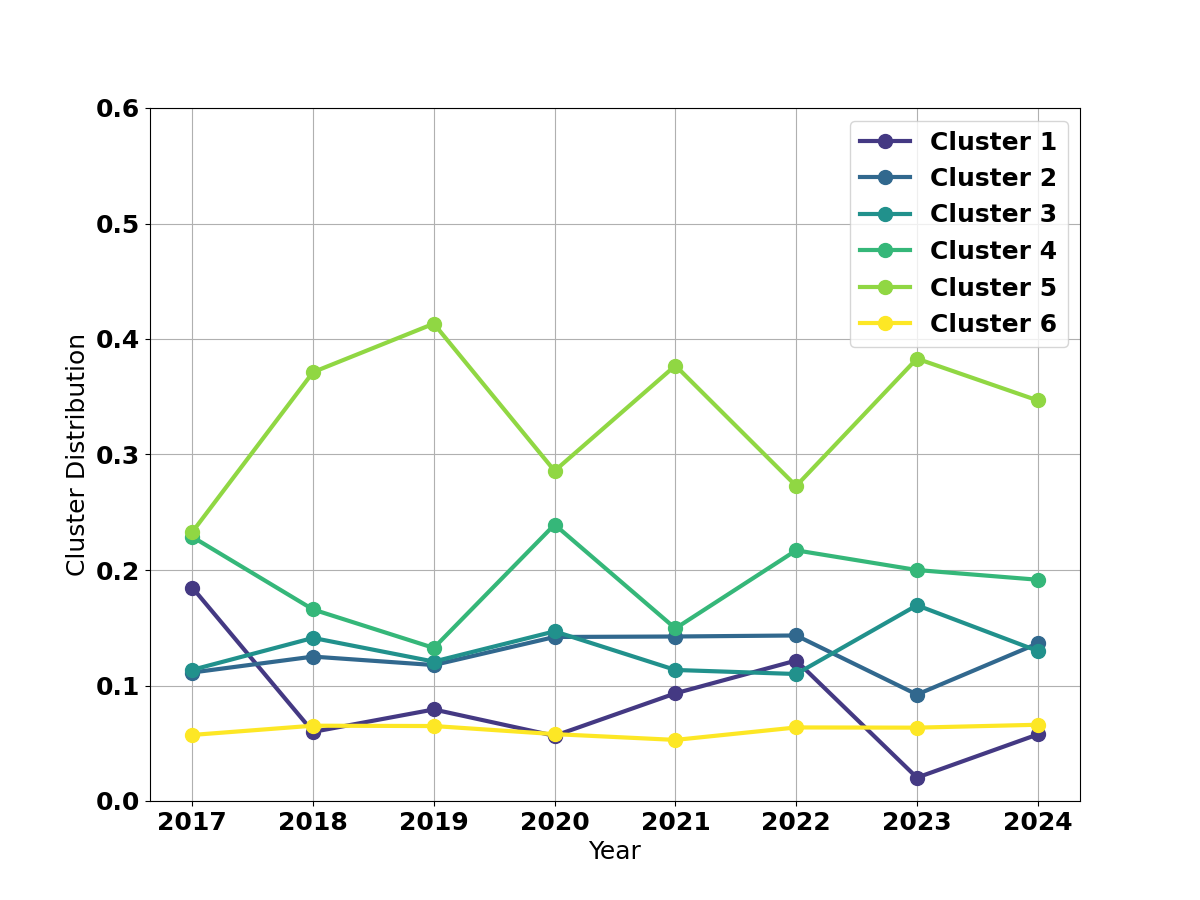 0.6
0.5
0.4
0.3
0.2
0.1
0.0
Cluster Distribution
Cluster 1
Cluster 2
Cluster 3
Cluster 4
Cluster 5
Cluster 6
2017 2018 2019 2020 2021 2022 2023 2024
Year